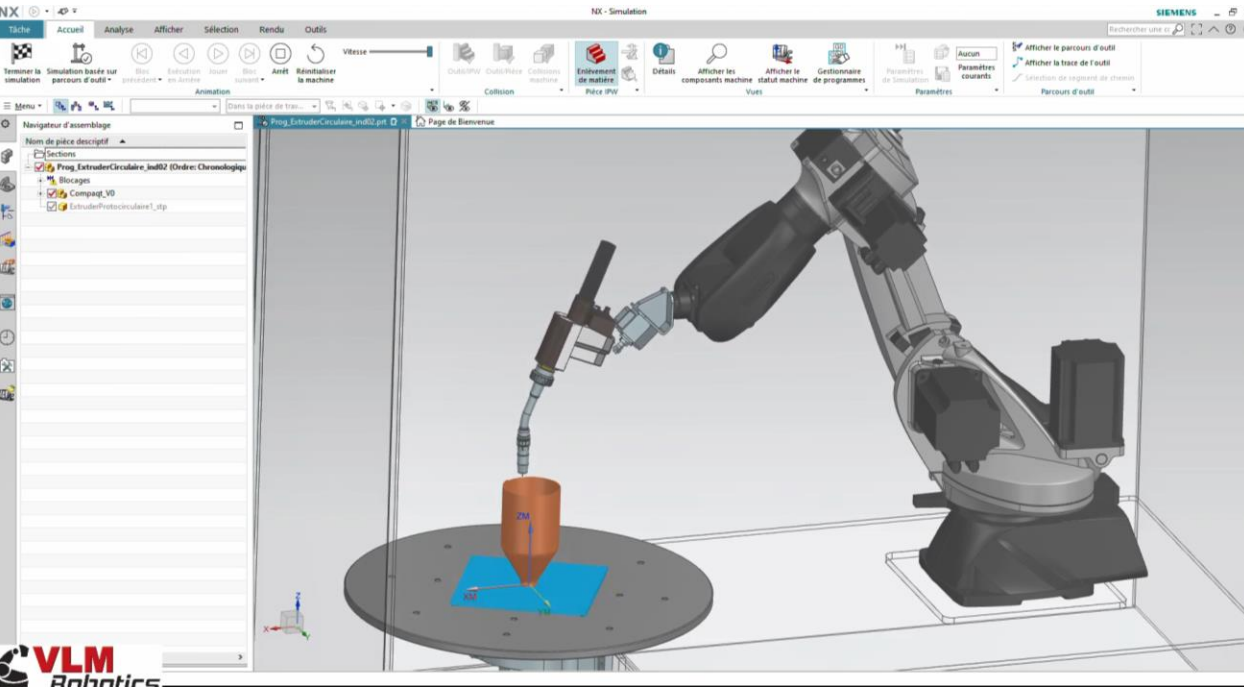 NX
NX - Simulation
SIEMENS
Tâche Accueil Analyse Afficher Sélection Rendu Outils
Rechercher une
Terminer la simulation
Simulation basée sur parcours d'outil
Bloc précédent
Exécution en Arrière
Jouer
Bloc suivant
Arrêt
Réinitialiser la machine
Vitesse
Animation
Outil/IPW
Outil/Pièce
Collisions machine
Collision
Enlèvement de matière
Pièce IPW
Détails
Afficher les composants machine
Afficher le statut machine
Gestionnaire de programmes
Vues
Paramètres de Simulation
Aucun
Paramètres courants
Paramètres
Afficher le parcours d'outil
Afficher la trace de l'outil
Sélection de segment de chemin
Parcours d'outil
Menu
Dans la pièce de trav...
Navigateur d'assemblage
Prog_ExtruderCirculaire_ind02.prt
Page de Bienvenue
Nom de pièce descriptif
Sections
Prog_ExtruderCirculaire_ind02 (Ordre: Chronologiqu
Blocages
Compaqt_V0
ExtruderProtocirculaire1_stp
ZM
XM
YM
Z
X
Y
VLM
Robotics